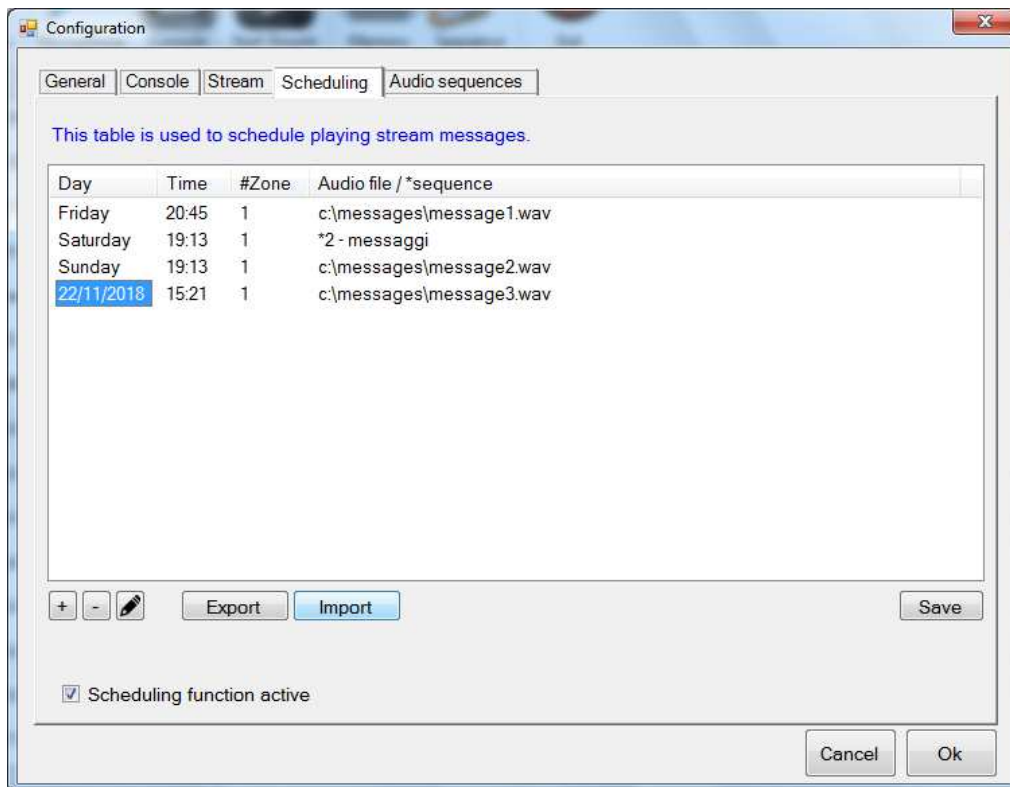 Configuration
General Console Stream Scheduling Audio sequences
This table is used to schedule playing stream messages.
Day Time #Zone Audio file / *sequence
Friday 20:45 1 c:\messages\message1.wav
Saturday 19:13 1 *2 - messaggi
Sunday 19:13 1 c:\messages\message2.wav
22/11/2018 15:21 1 c:\messages\message3.wav
+ - Export Import Save
Scheduling function active
Cancel Ok